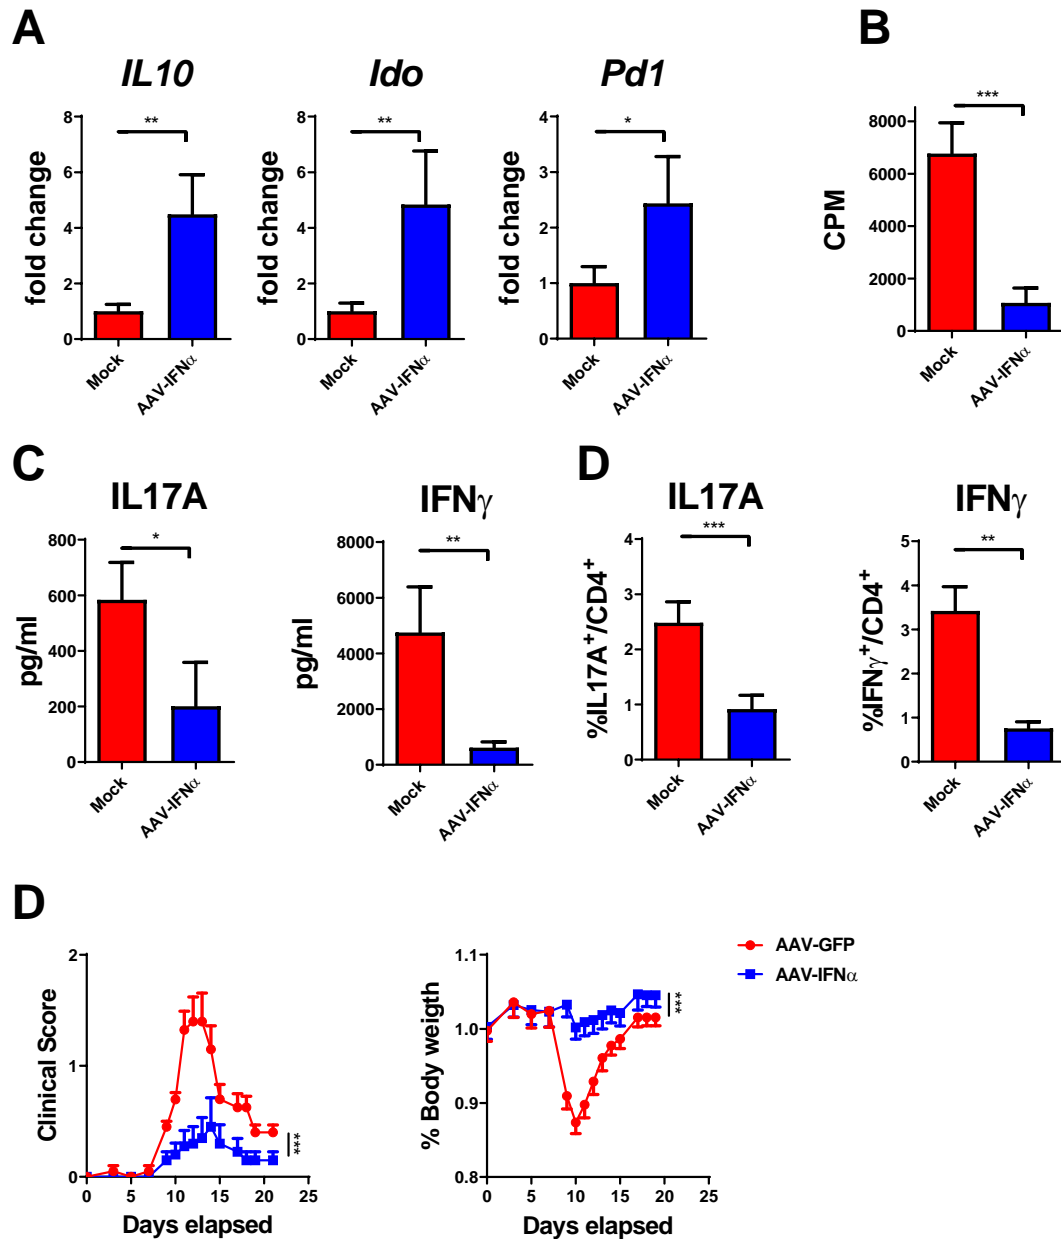 A
B
IL10
Ido
Pd1
fold change
8
6
4
2
0
**
Mock
AAV-IFNα
fold change
8
6
4
2
0
**
Mock
AAV-IFNα
fold change
4
3
2
1
0
*
Mock
AAV-IFNα
CPM
8000
6000
4000
2000
0
***
Mock
AAV-IFNα
C
D
IL17A
pg/ml
800
600
400
200
0
*
Mock
AAV-IFNα
IFNγ
pg/ml
8000
6000
4000
2000
0
**
Mock
AAV-IFNα
IL17A
%IL17A⁺/CD4⁺
4
3
2
1
0
***
Mock
AAV-IFNα
IFNγ
%IFNγ⁺/CD4⁺
5
4
3
2
1
0
**
Mock
AAV-IFNα
D
Clinical Score
2
1
0
***
0 5 10 15 20 25
Days elapsed
% Body weigth
1.1
1.0
0.9
0.8
***
0 5 10 15 20 25
Days elapsed
AAV-GFP
AAV-IFNα